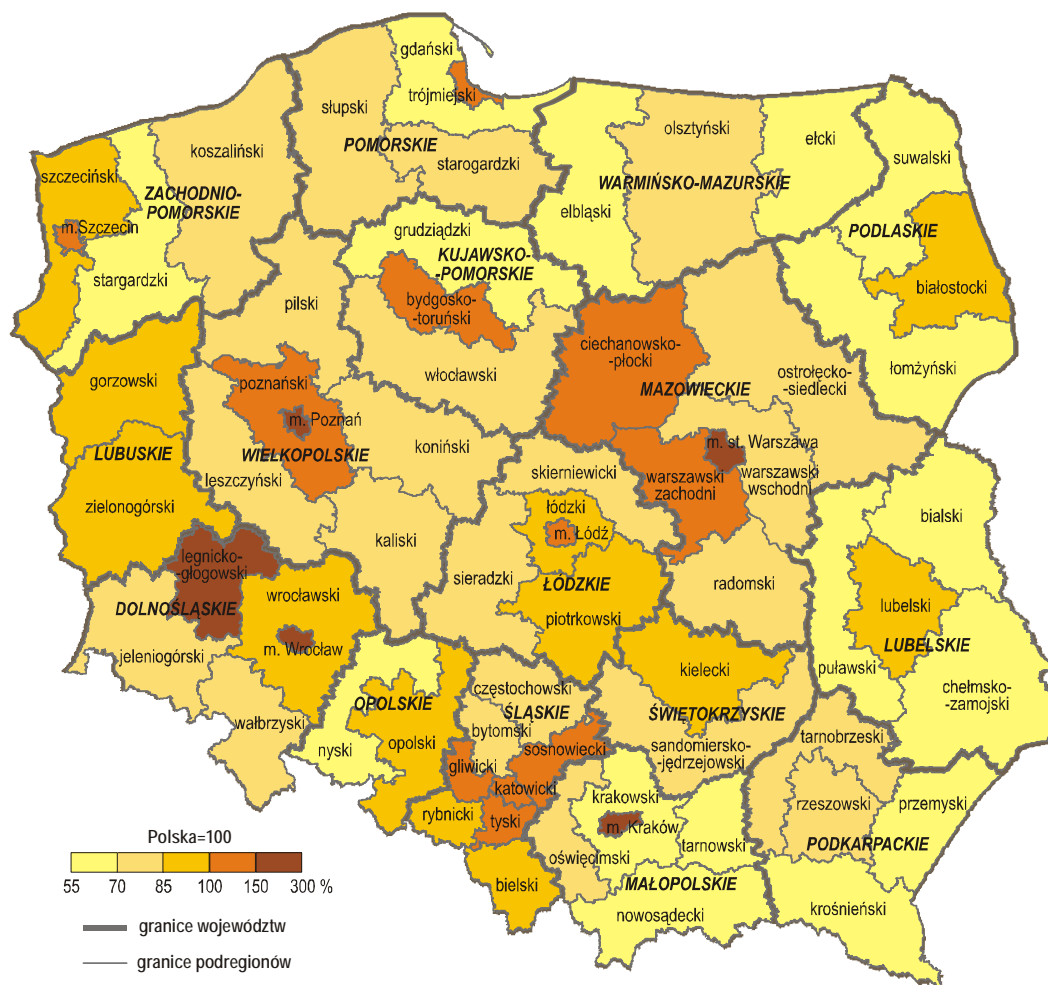 gdański
trójmiejski
słupski
POMORSKIE
starogardzki
olsztyński
ełcki
suwalski
WARMIŃSKO-MAZURSKIE
elbląski
koszaliński
szczeciński
ZACHODNIO-
POMORSKIE
m.Szczecin
stargardzki
grudziądzki
KUJAWSKO-
-POMORSKIE
bydgosko-
-toruński
włocławski
pilski
PODLASKIE
białostocki
łomżyński
ciechanowsko-
-płocki
MAZOWIECKIE
ostrołęcko-
-siedlecki
m. st. Warszawa
warszawski
zachodni
warszawski
wschodni
radomski
gorzowski
LUBUSKIE
zielonogórski
poznański
m. Poznań
WIELKOPOLSKIE
leszczyński
koniński
kaliski
skierniewicki
łódzki
m. Łódź
sieradzki
ŁÓDZKIE
piotrkowski
legnicko-
-głogowski
DOLNOŚLĄSKIE
wrocławski
m. Wrocław
jeleniogórski
wałbrzyski
bialski
lubelski
LUBELSKIE
puławski
chełmsko-
-zamojski
OPOLSKIE
nyski
opolski
częstochowski
ŚLĄSKIE
bytomski
sosnowiecki
gliwicki
katowicki
rybnicki
tyski
bielski
kielecki
ŚWIETOKRZYSKIE
sandomiersko-
-jędrzejowski
tarnobrzeski
rzeszowski
przemyski
PODKARPACKIE
krośnieński
krakowski
m. Kraków
tarnowski
oświęcimski
MAŁOPOLSKIE
nowosądecki
Polska=100
55 70 85 100 150 300 %
granice województw
granice podregionów